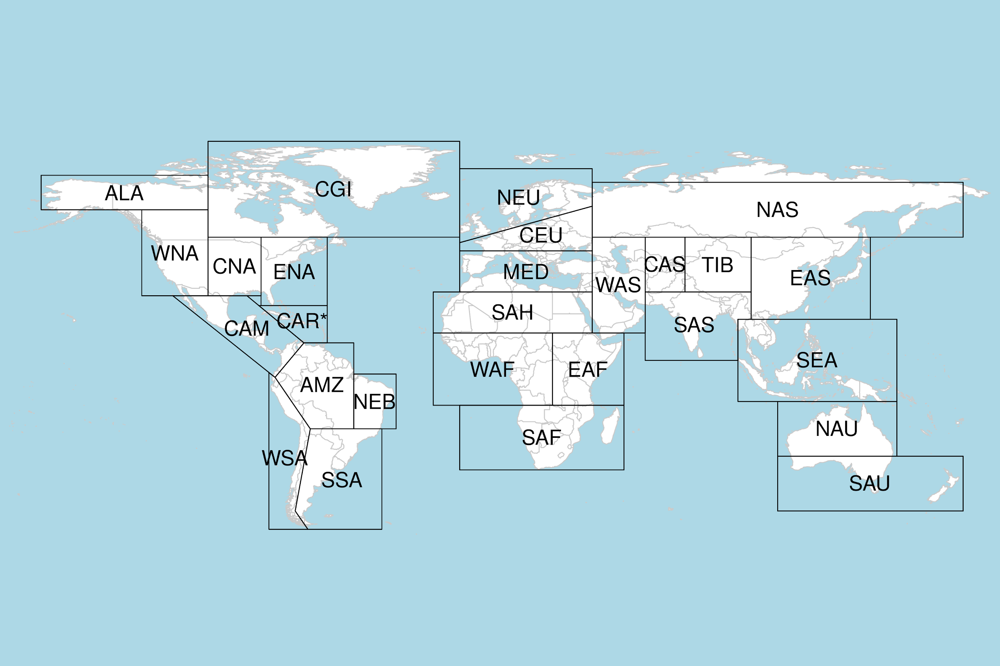 CGI
ALA
NEU
NAS
CEU
WNA
CNA
ENA
MED
CAS
TIB
EAS
WAS
SAH
CAR*
CAM
SAS
SEA
WAF
EAF
AMZ
NEB
NAU
SAF
WSA
SSA
SAU